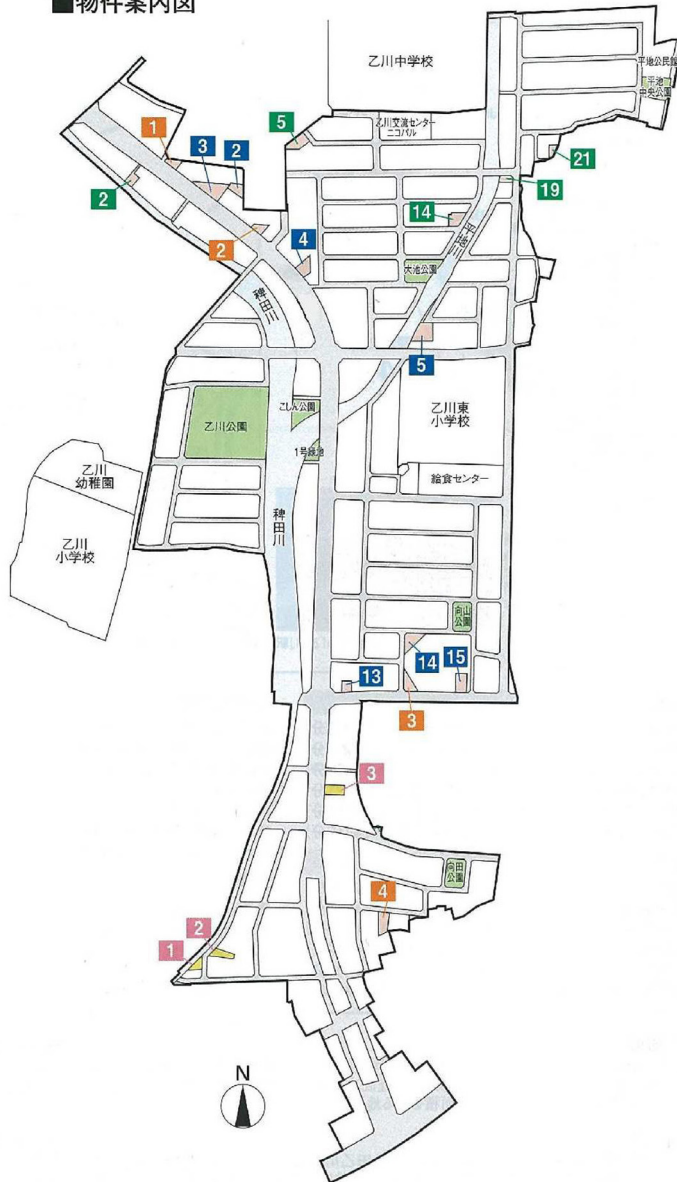 ■物件案内図
乙川中学校
平地公民館
平池
中央公園
乙川交流センター
ニコパル
5
21
1
3
2
2
19
14
2
4
平地川
大池公園
稗田川
5
こしん公園
乙川東
小学校
乙川公園
1号緑地
給食センター
乙川
幼稚園
稗田川
乙川
小学校
向山
公園
14
15
13
3
3
向田
公園
4
2
1
N